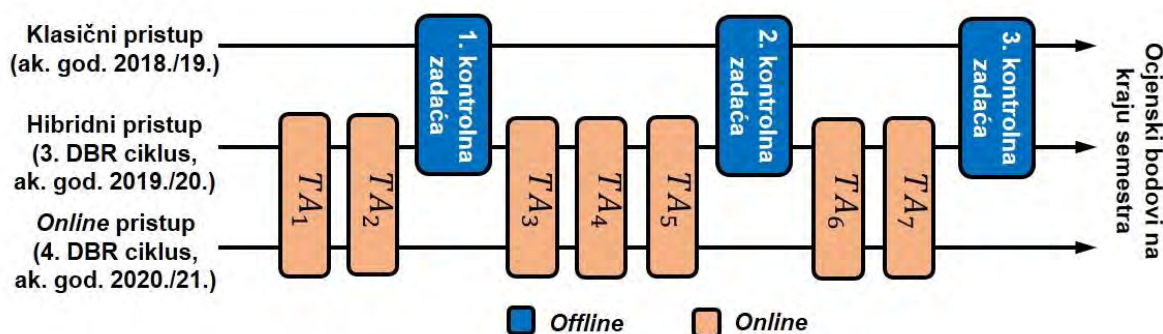 Klasični pristup
(ak. god. 2018./19.)
Hibridni pristup
(3. DBR ciklus,
ak. god. 2019./20.)
Online pristup
(4. DBR ciklus,
ak. god. 2020./21.)
TA₁
TA₂
1. kontrolna
zadaća
TA₃
TA₄
TA₅
2. kontrolna
zadaća
TA₆
TA₇
3. kontrolna
zadaća
Ocjenski bodovi na
kraju semestra
Offline
Online